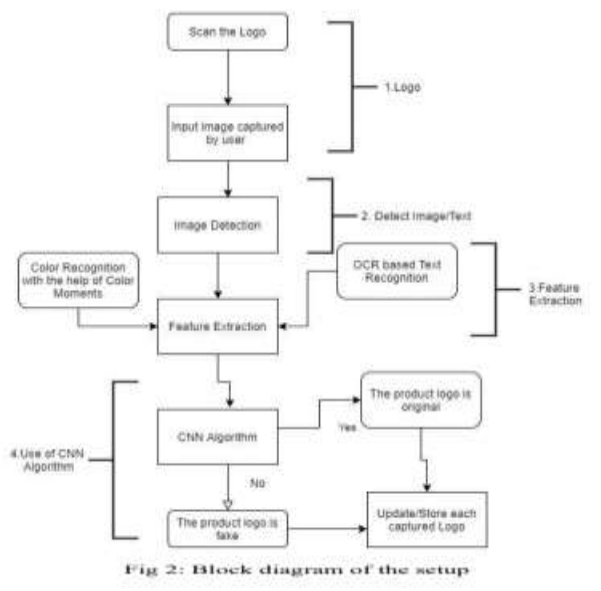 Scan the Logo
1.Logo
Input image captured
by user
2. Detect Image/Text
Image Detection
Color Recognition
with the help of Color
Moments
OCR based Text
Recognition
3.Feature
Extraction
Feature Extraction
The product logo is
original
CNN Algorithm
Yes
4.Use of CNN
Algorithm
No
The product logo is
fake
Update/Store each
captured Logo
Fig 2: Block diagram of the setup